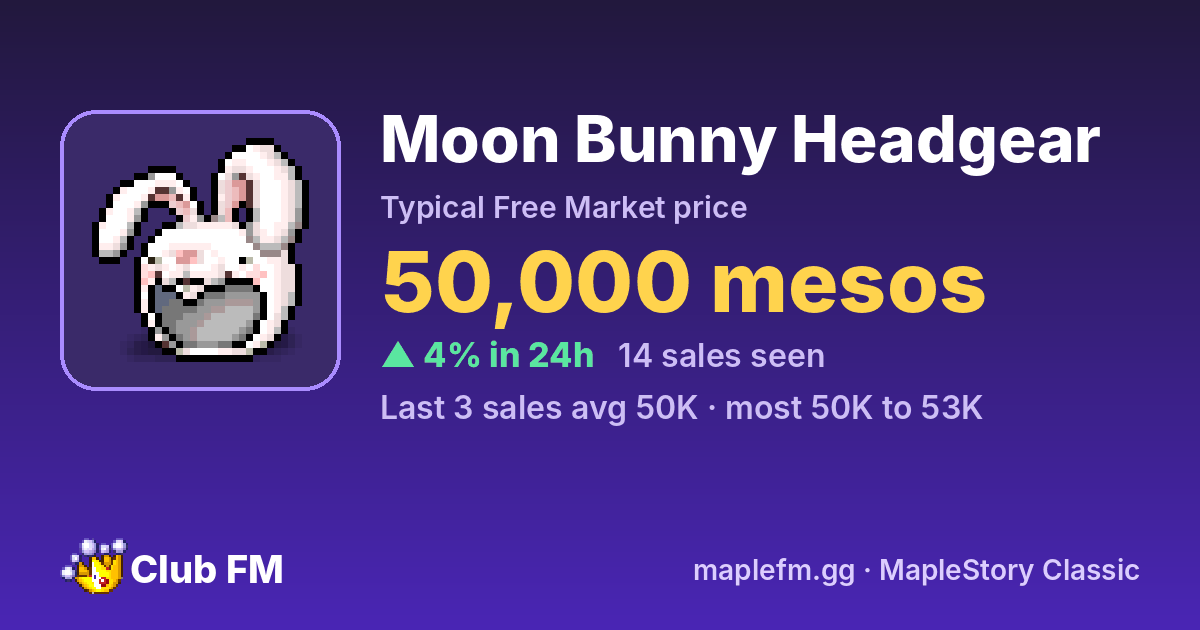 Moon Bunny Headgear
Typical Free Market price
50,000 mesos
▲ 4% in 24h 14 sales seen
Last 3 sales avg 50K · most 50K to 53K
Club FM
maplefm.gg · MapleStory Classic